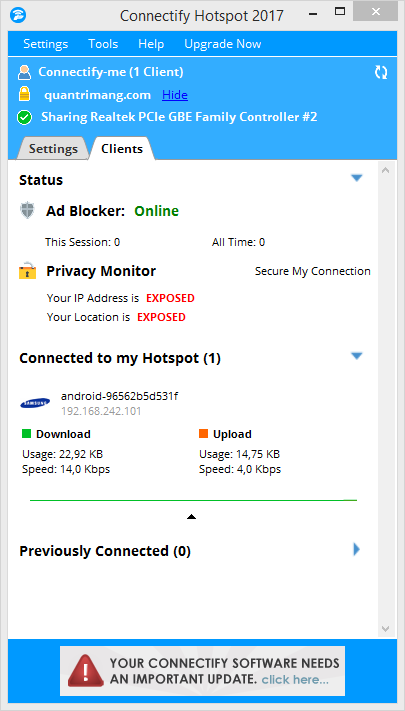 Connectify Hotspot 2017
Settings Tools Help Upgrade Now
Connectify-me (1 Client)
quantrimang.com Hide
Sharing Realtek PCIe GBE Family Controller #2
Settings Clients
Status
Ad Blocker: Online
This Session: 0 All Time: 0
Privacy Monitor Secure My Connection
Your IP Address is EXPOSED
Your Location is EXPOSED
Connected to my Hotspot (1)
SAMSUNG android-96562b5d531f
192.168.242.101
Download Upload
Usage: 22,92 KB Usage: 14,75 KB
Speed: 14,0 Kbps Speed: 4,0 Kbps
Previously Connected (0)
YOUR CONNECTIFY SOFTWARE NEEDS
AN IMPORTANT UPDATE. click here...